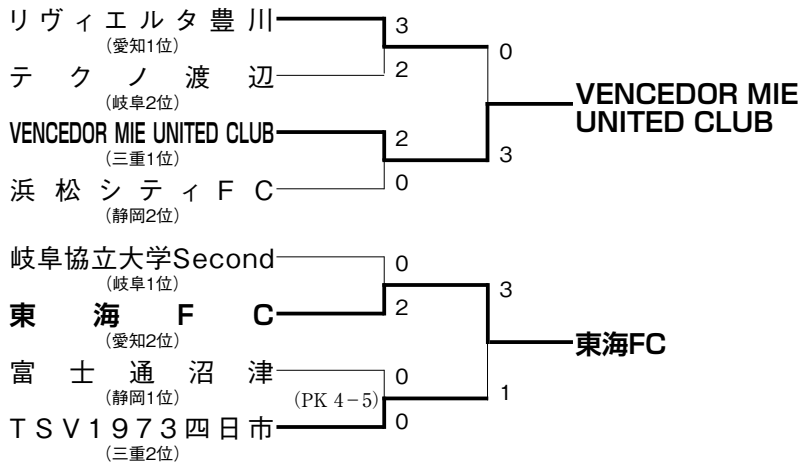 リヴィエルタ豊川
(愛知1位)
3
0
テクノ渡辺
2
(岐阜2位)
VENCEDOR MIE
UNITED CLUB
VENCEDOR MIE UNITED CLUB
(三重1位)
2
3
浜松シティFC
0
(静岡2位)
岐阜協立大学Second
(岐阜1位)
0
3
東海FC
2
(愛知2位)
東海FC
富士通沼津
(静岡1位)
0
(PK 4−5)
1
TSV1973四日市
0
(三重2位)